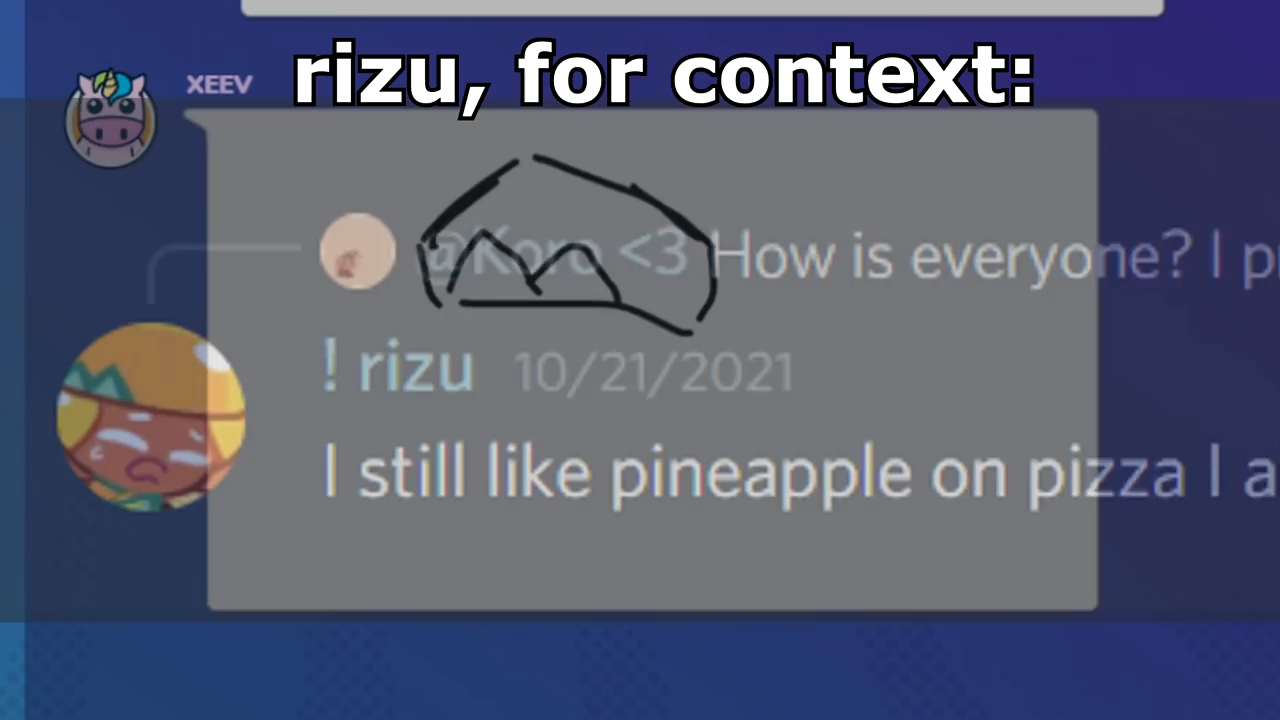 rizu, for context:
XEEV
@Koro <3 How is everyone? I p
! rizu 10/21/2021
I still like pineapple on pizza I a